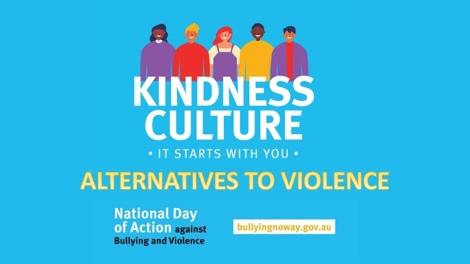 KINDNESS
CULTURE
• IT STARTS WITH YOU •
ALTERNATIVES TO VIOLENCE
National Day
of Action against
Bullying and Violence
bullyingnoway.gov.au